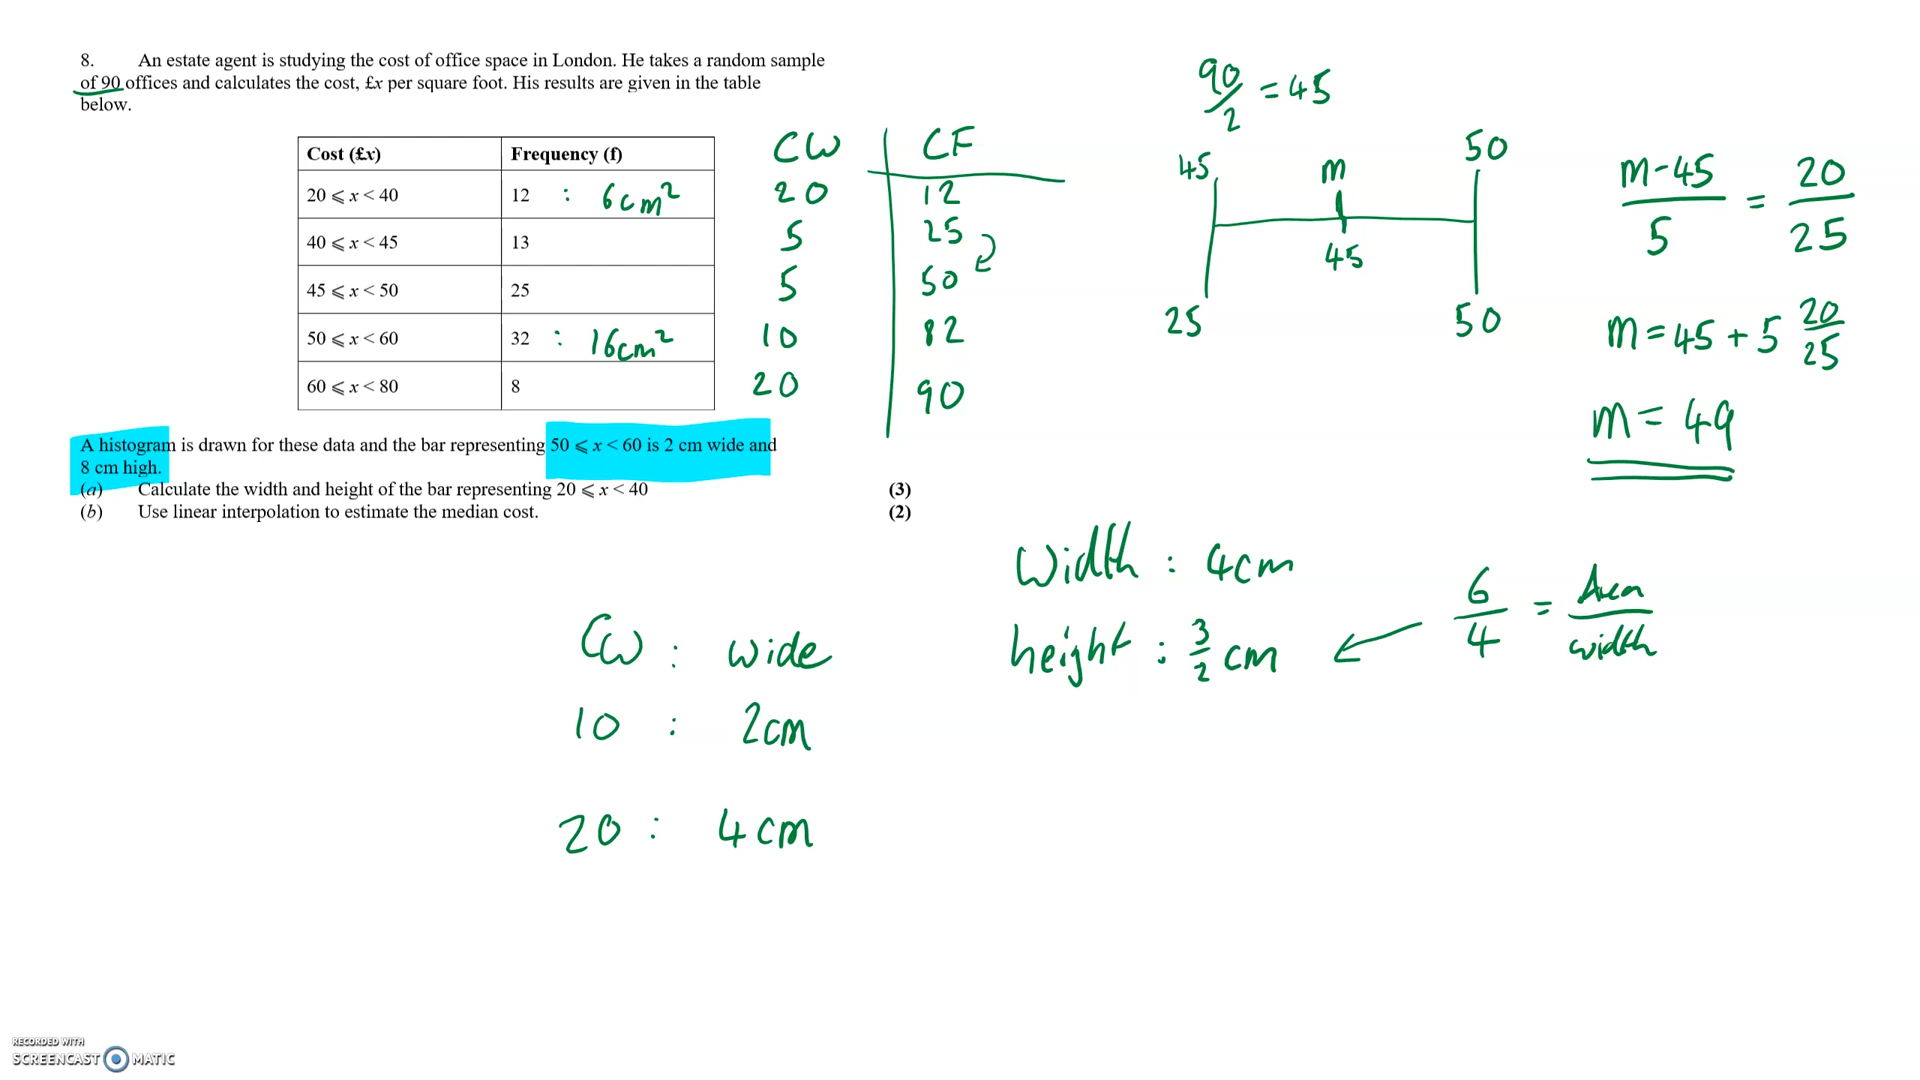 8. An estate agent is studying the cost of office space in London. He takes a random sample
of 90 offices and calculates the cost, £x per square foot. His results are given in the table
below.
Cost (£x) Frequency (f) CW CF
20 ⩽ x < 40 12 : 6cm² 20 12
40 ⩽ x < 45 13 5 25
45 ⩽ x < 50 25 5 50
50 ⩽ x < 60 32 : 16cm² 10 82
60 ⩽ x < 80 8 20 90
A histogram is drawn for these data and the bar representing 50 ⩽ x < 60 is 2 cm wide and
8 cm high.
(a) Calculate the width and height of the bar representing 20 ⩽ x < 40 (3)
(b) Use linear interpolation to estimate the median cost. (2)
90/2 = 45
45 m 50
25 45 50
m-45/5 = 20/25
m = 45 + 5 20/25
m = 49
Width : 4cm
height : 3/2 cm
6/4 = Area/width
CW : wide
10 : 2cm
20 : 4cm
RECORDED WITH
SCREENCAST MATIC